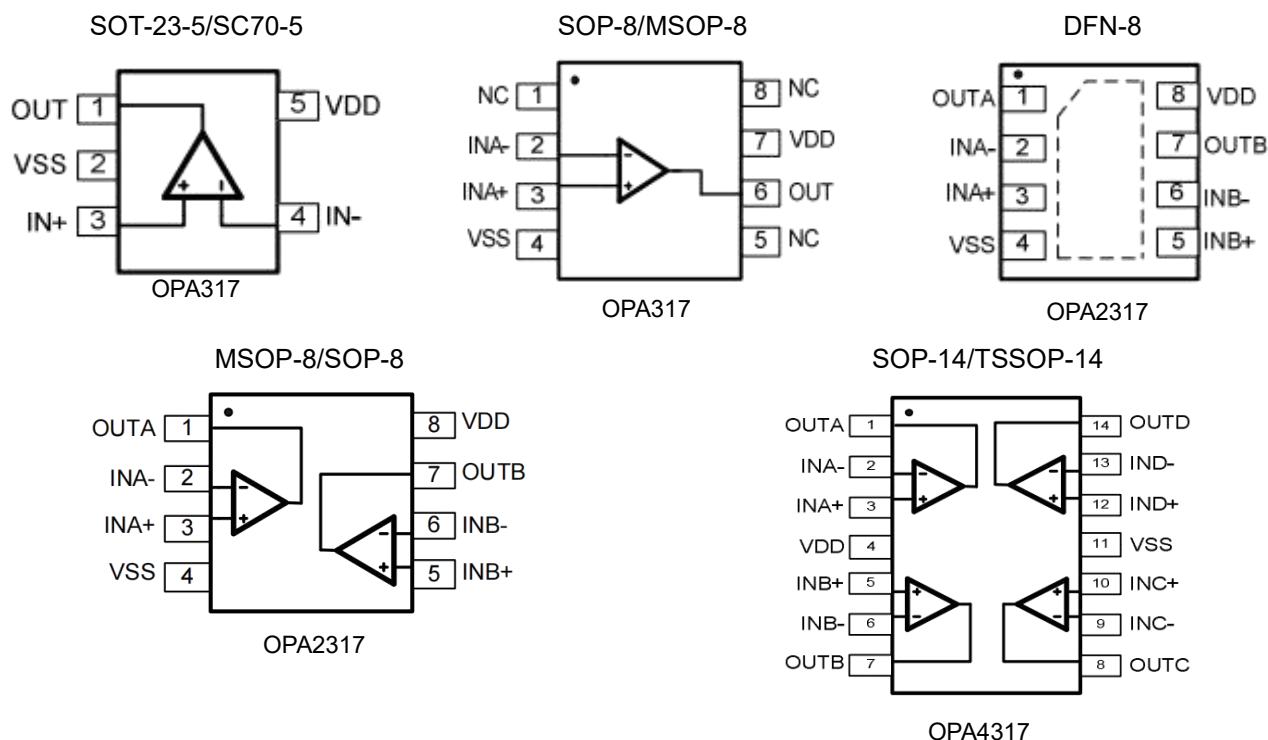 SOT-23-5/SC70-5
OUT 1
5 VDD
VSS 2
IN+ 3
4 IN-
+ -
OPA317
SOP-8/MSOP-8
NC 1
8 NC
INA- 2
7 VDD
INA+ 3
6 OUT
VSS 4
5 NC
-
+
OPA317
DFN-8
OUTA 1
8 VDD
INA- 2
7 OUTB
INA+ 3
6 INB-
VSS 4
5 INB+
OPA2317
MSOP-8/SOP-8
OUTA 1
8 VDD
INA- 2
7 OUTB
INA+ 3
6 INB-
VSS 4
5 INB+
-
+
-
+
OPA2317
SOP-14/TSSOP-14
OUTA 1
14 OUTD
INA- 2
13 IND-
INA+ 3
12 IND+
VDD 4
11 VSS
INB+ 5
10 INC+
INB- 6
9 INC-
OUTB 7
8 OUTC
-
+
-
+
+
-
+
-
OPA4317